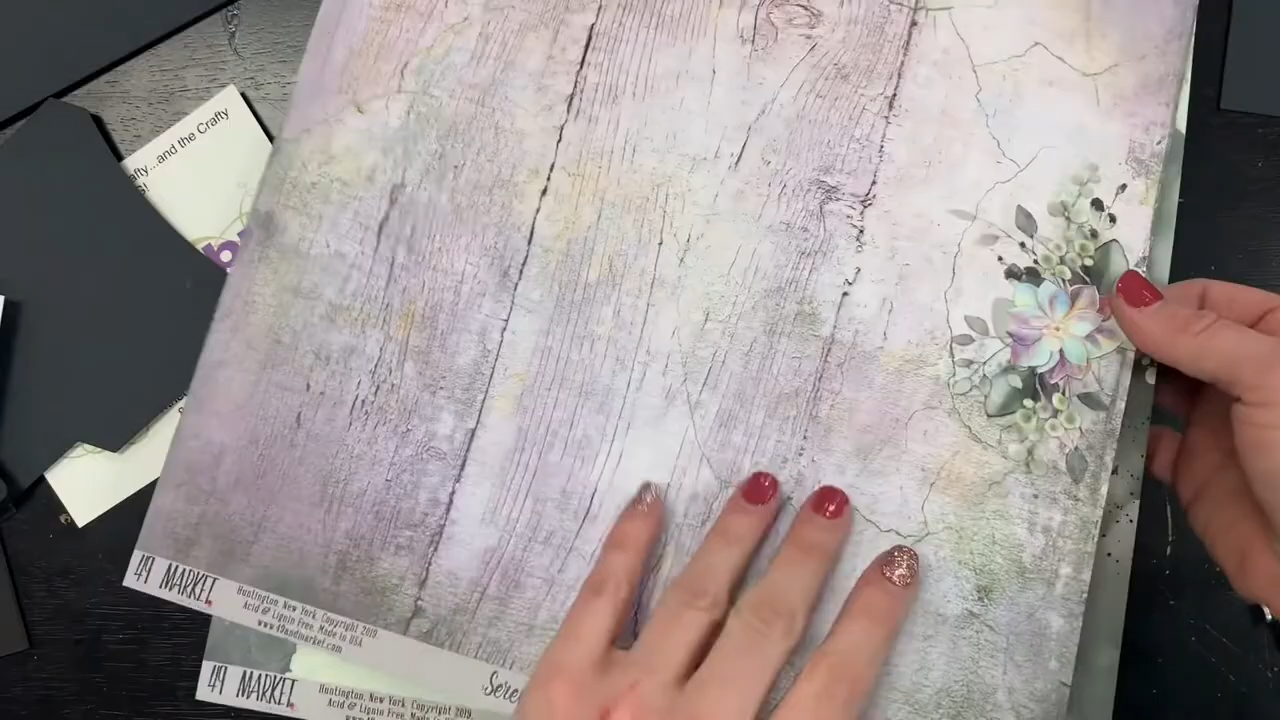 afty...and the Crafty
S!
49 MARKET
Huntington, New York, Copyright 2019.
Acid & Lignin Free. Made in USA
www.49andmarket.com
49 MARKET
Huntington, New York, Copyright 2019.
Acid & Lignin Free. Made in USA